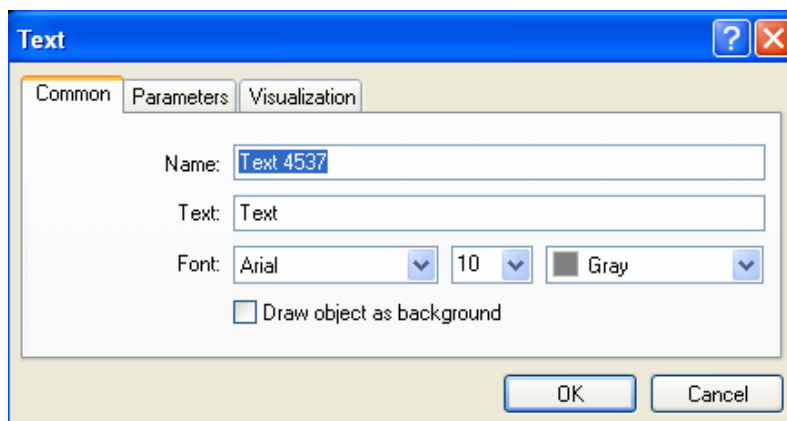 Text
Common Parameters Visualization
Name: Text 4537
Text: Text
Font: Arial 10 Gray
Draw object as background
OK Cancel